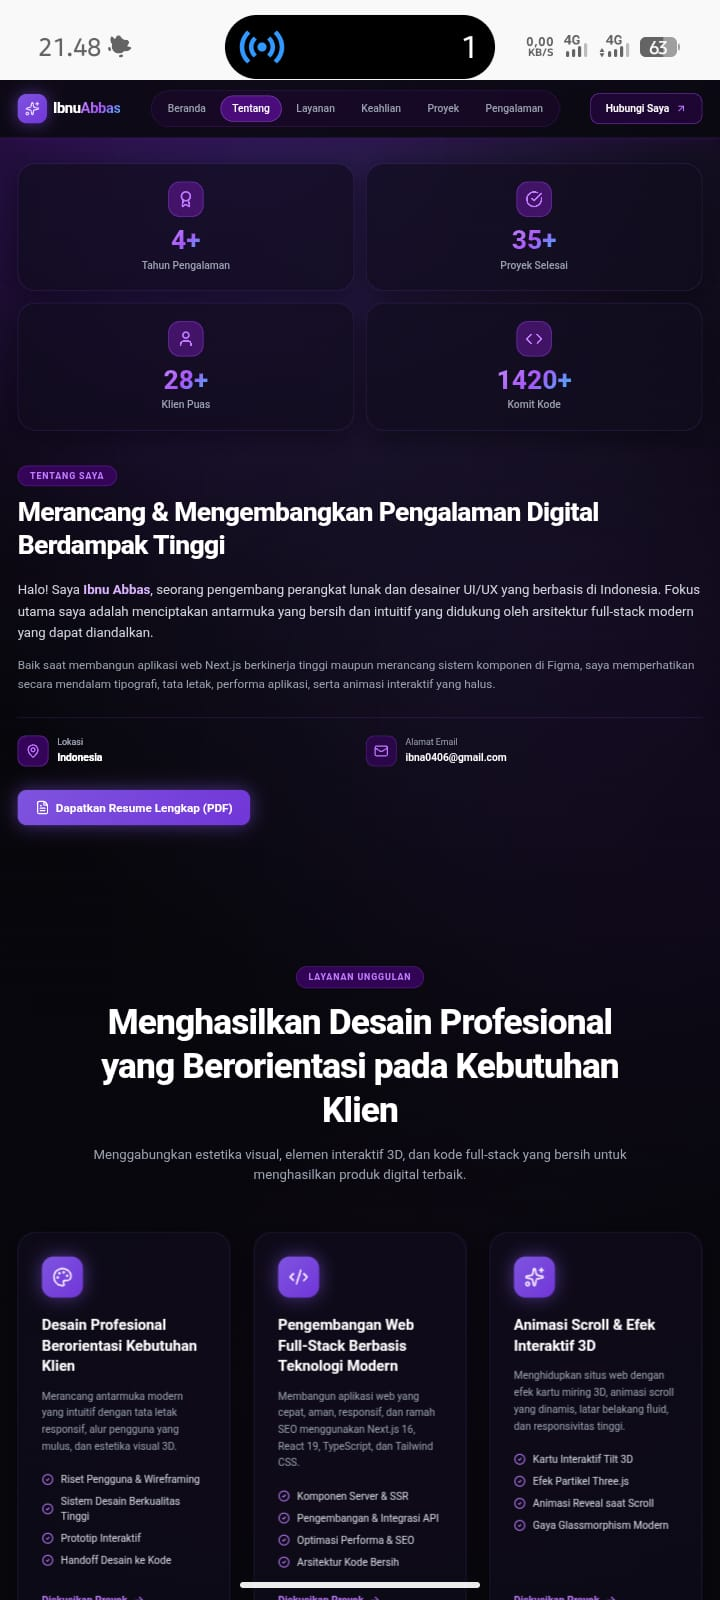 21.48
1
0,00 KB/S
4G
4G
63
IbnuAbbas
Beranda
Tentang
Layanan
Keahlian
Proyek
Pengalaman
Hubungi Saya
4+
Tahun Pengalaman
35+
Proyek Selesai
28+
Klien Puas
1420+
Komit Kode
TENTANG SAYA
Merancang & Mengembangkan Pengalaman Digital
Berdampak Tinggi
Halo! Saya Ibnu Abbas, seorang pengembang perangkat lunak dan desainer UI/UX yang berbasis di Indonesia. Fokus
utama saya adalah menciptakan antarmuka yang bersih dan intuitif yang didukung oleh arsitektur full-stack modern
yang dapat diandalkan.
Baik saat membangun aplikasi web Next.js berkinerja tinggi maupun merancang sistem komponen di Figma, saya memperhatikan
secara mendalam tipografi, tata letak, performa aplikasi, serta animasi interaktif yang halus.
Lokasi
Indonesia
Alamat Email
ibna0406@gmail.com
Dapatkan Resume Lengkap (PDF)
LAYANAN UNGGULAN
Menghasilkan Desain Profesional
yang Berorientasi pada Kebutuhan
Klien
Menggabungkan estetika visual, elemen interaktif 3D, dan kode full-stack yang bersih untuk
menghasilkan produk digital terbaik.
Desain Profesional
Berorientasi Kebutuhan
Klien
Merancang antarmuka modern
yang intuitif dengan tata letak
responsif, alur pengguna yang
mulus, dan estetika visual 3D.
Riset Pengguna & Wireframing
Sistem Desain Berkualitas
Tinggi
Prototip Interaktif
Handoff Desain ke Kode
Diskusikan Proyek
Pengembangan Web
Full-Stack Berbasis
Teknologi Modern
Membangun aplikasi web yang
cepat, aman, responsif, dan ramah
SEO menggunakan Next.js 16,
React 19, TypeScript, dan Tailwind
CSS.
Komponen Server & SSR
Pengembangan & Integrasi API
Optimasi Performa & SEO
Arsitektur Kode Bersih
Diskusikan Proyek
Animasi Scroll & Efek
Interaktif 3D
Menghidupkan situs web dengan
efek kartu miring 3D, animasi scroll
yang dinamis, latar belakang fluid,
dan responsivitas tinggi.
Kartu Interaktif Tilt 3D
Efek Partikel Three.js
Animasi Reveal saat Scroll
Gaya Glassmorphism Modern
Diskusikan Proyek